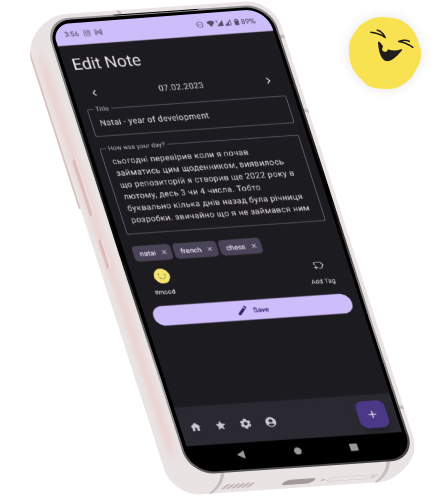 3:56
89%
Edit Note
07.02.2023
Title
Natai - year of development
How was your day?
сьогодні перевірив коли я почав
займатись цим щоденником, виявилось
що репозиторій я створив ще 2022 року в
лютому, десь 3 чи 4 числа. Тобто
буквально кілька днів назад була річниця
розробки. звичайно що я не займався ним
natai × french × chess ×
#mood
Add Tag
Save
+